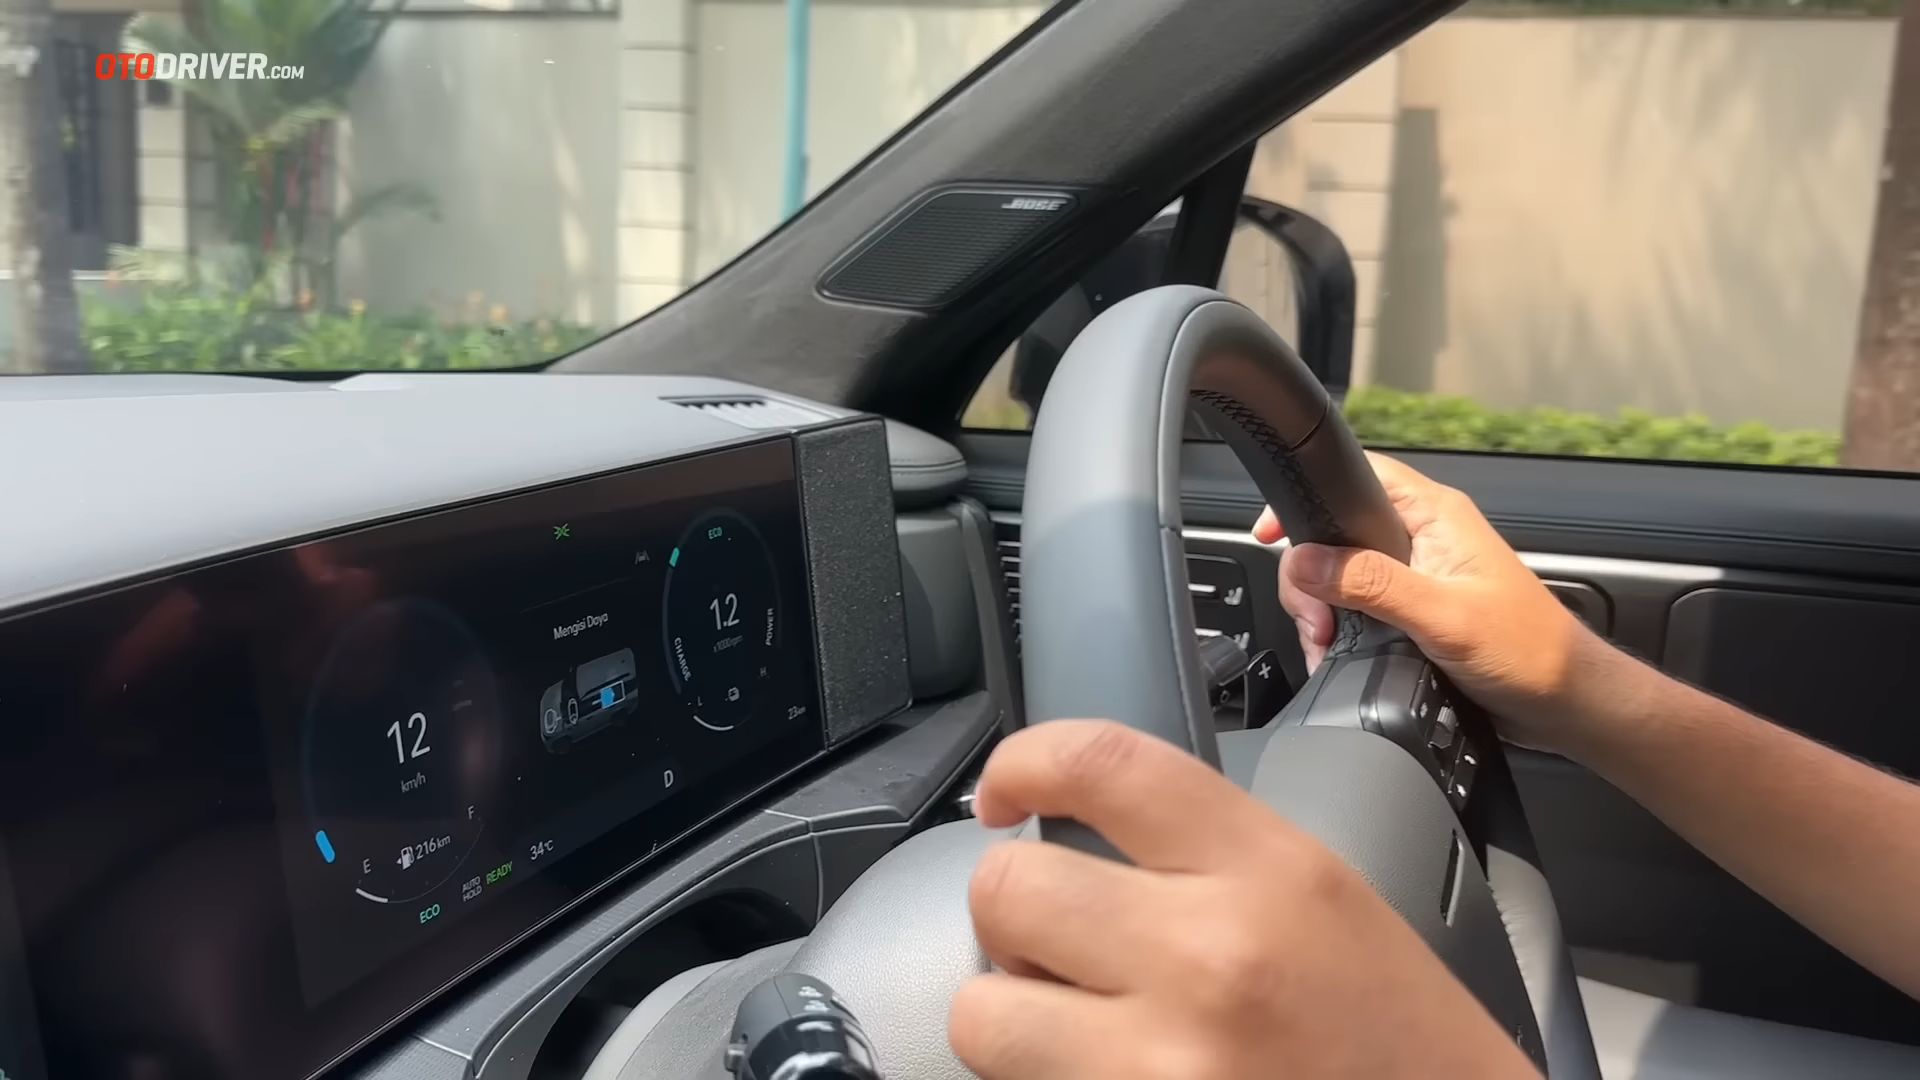 OTODRIVER.COM
BOSE
ECO
Mengisi Daya
1.2
x1000rpm
CHARGE
POWER
L
H
23km
12
km/h
D
F
E
216km
34°C
AUTO
HOLD
READY
ECO
+